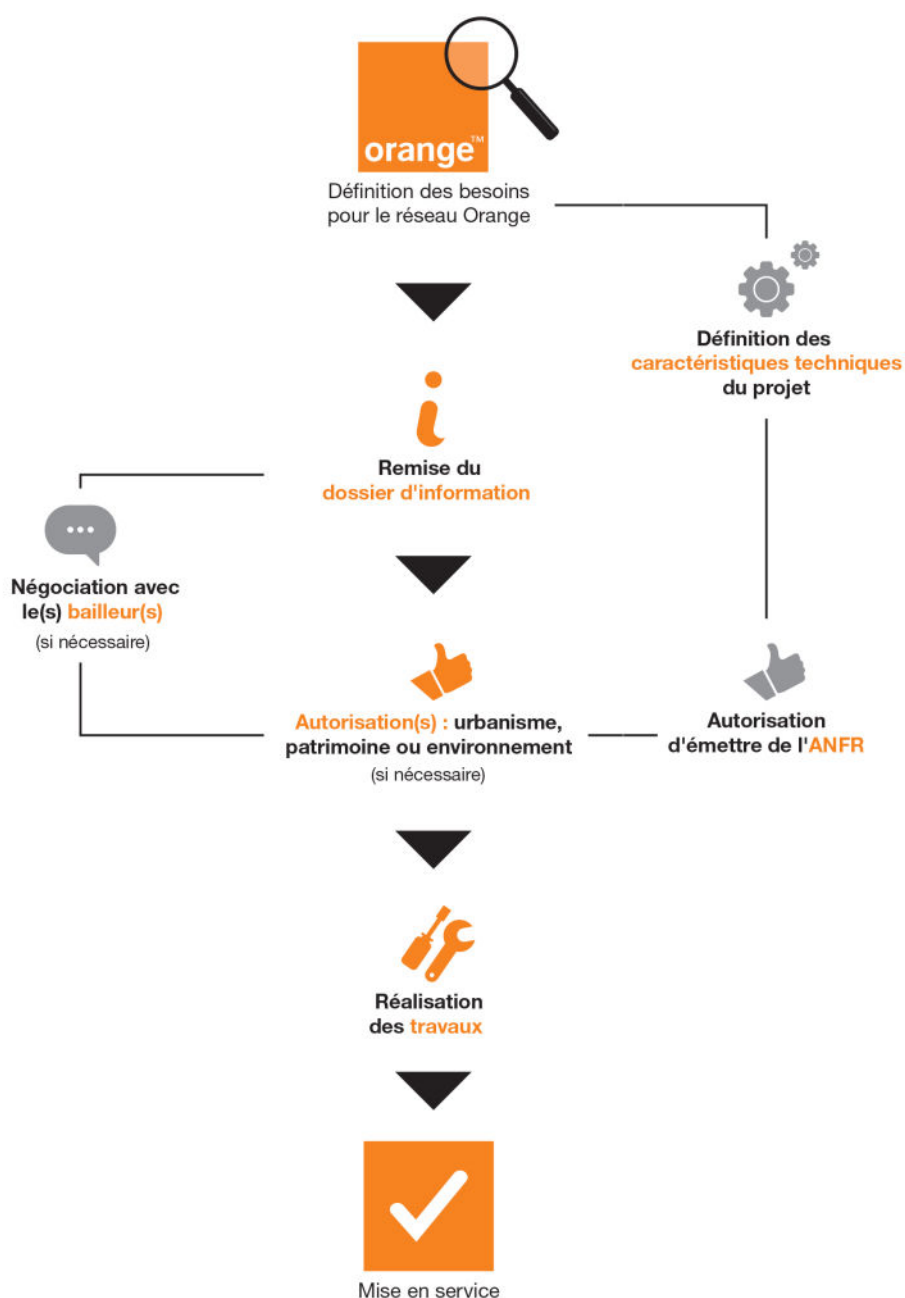 orange™
Définition des besoins
pour le réseau Orange
Définition des
caractéristiques techniques
du projet
Remise du
dossier d'information
Négociation avec
le(s) bailleur(s)
(si nécessaire)
Autorisation(s) : urbanisme,
patrimoine ou environnement
(si nécessaire)
Autorisation
d'émettre de l'ANFR
Réalisation
des travaux
Mise en service